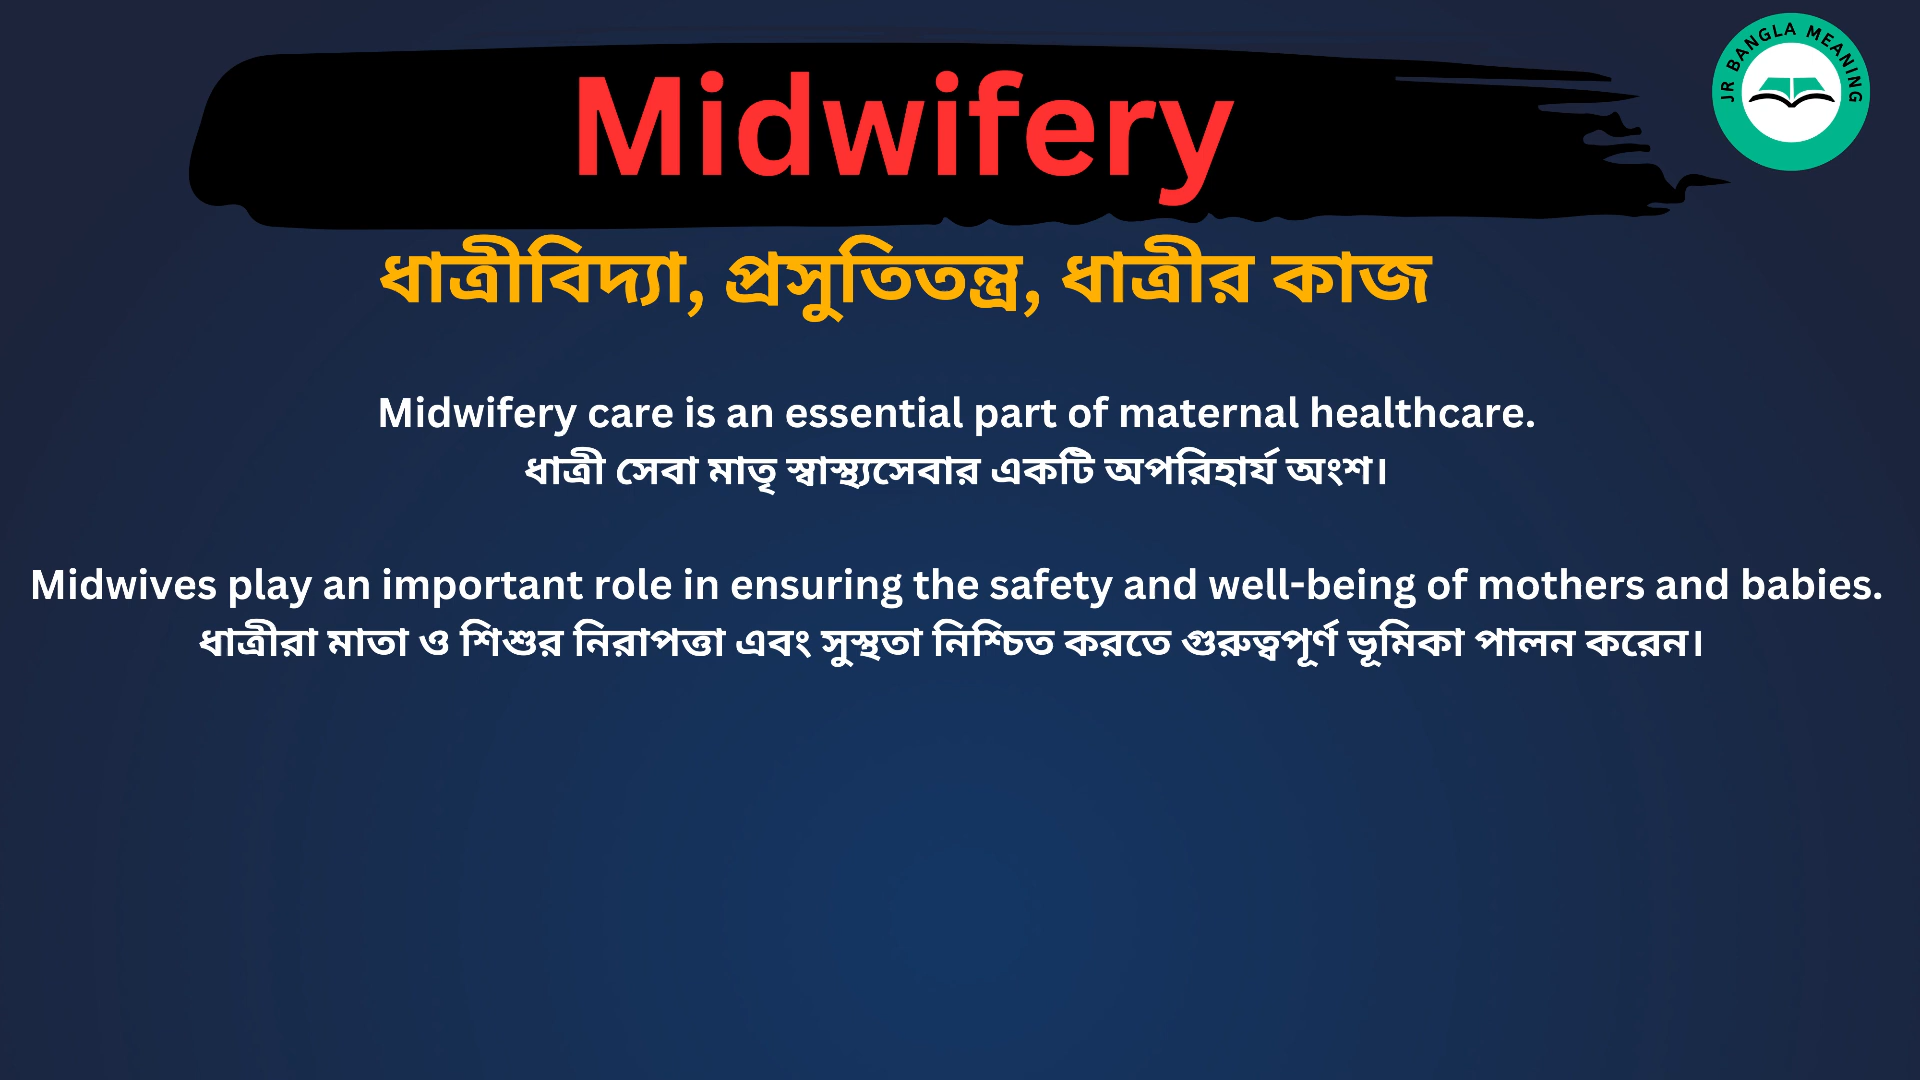 JR BANGLA MEANING
Midwifery
ধাত্রীবিদ্যা, প্রসুতিতন্ত্র, ধাত্রীর কাজ
Midwifery care is an essential part of maternal healthcare.
ধাত্রী সেবা মাতৃ স্বাস্থ্যসেবার একটি অপরিহার্য অংশ।
Midwives play an important role in ensuring the safety and well-being of mothers and babies.
ধাত্রীরা মাতা ও শিশুর নিরাপত্তা এবং সুস্থতা নিশ্চিত করতে গুরুত্বপূর্ণ ভূমিকা পালন করেন।